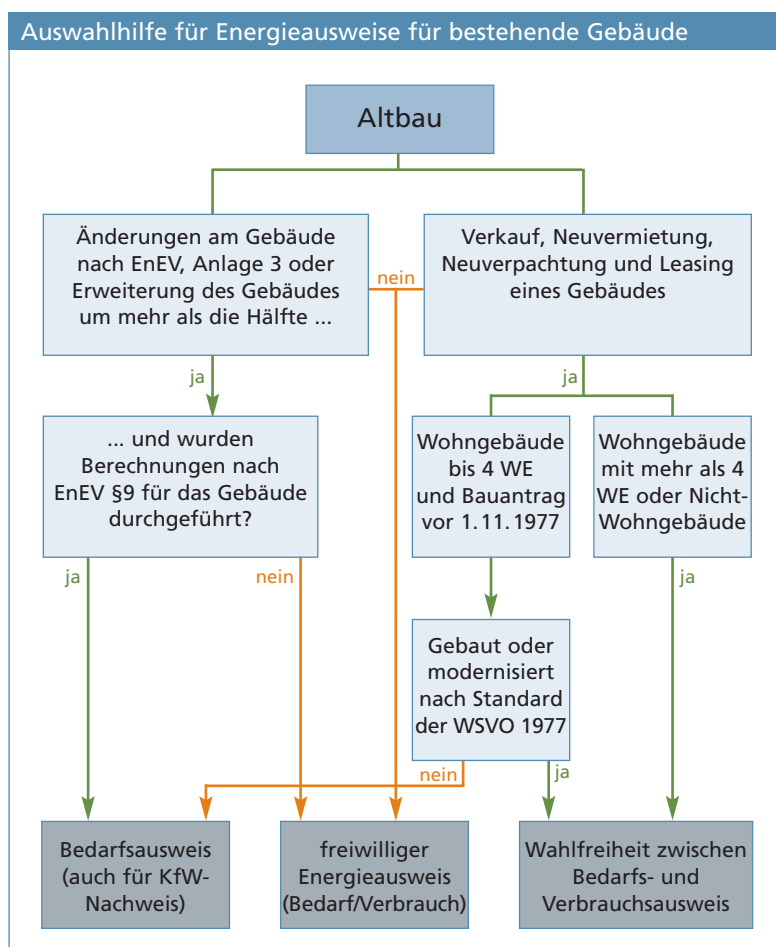 Auswahlhilfe für Energieausweise für bestehende Gebäude
Altbau
Änderungen am Gebäude
nach EnEV, Anlage 3 oder
Erweiterung des Gebäudes
um mehr als die Hälfte ...
nein
Verkauf, Neuvermietung,
Neuverpachtung und Leasing
eines Gebäudes
ja
ja
... und wurden
Berechnungen nach
EnEV §9 für das Gebäude
durchgeführt?
Wohngebäude
bis 4 WE
und Bauantrag
vor 1.11.1977
Wohngebäude
mit mehr als 4
WE oder Nicht-
Wohngebäude
ja
nein
ja
Gebaut oder
modernisiert
nach Standard
der WSVO 1977
nein
ja
Bedarfsausweis
(auch für KfW-
Nachweis)
freiwilliger
Energieausweis
(Bedarf/Verbrauch)
Wahlfreiheit zwischen
Bedarfs- und
Verbrauchsausweis